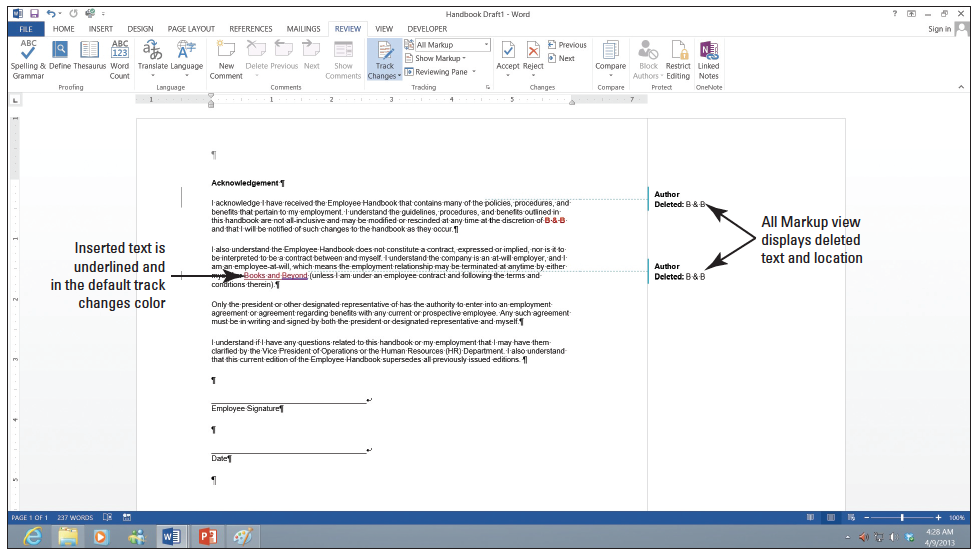 Handbook Draft1 - Word
Sign in
FILE HOME INSERT DESIGN PAGE LAYOUT REFERENCES MAILINGS REVIEW VIEW DEVELOPER
ABC Spelling & Grammar
Define
Thesaurus
ABC 123 Word Count
Proofing
Translate
Language
Language
New Comment
Delete
Previous
Next
Show Comments
Comments
Track Changes
All Markup
Show Markup
Reviewing Pane
Tracking
Accept
Reject
Previous
Next
Changes
Compare
Compare
Block Authors
Restrict Editing
Protect
Linked Notes
OneNote
1 1 2 3 4 5 7
¶
Acknowledgement ¶
I acknowledge I have received the Employee Handbook that contains many of the policies, procedures, and
benefits that pertain to my employment. I understand the guidelines, procedures, and benefits outlined in
this handbook are not all-inclusive and may be modified or rescinded at any time at the discretion of B & B
and that I will be notified of such changes to the handbook as they occur.¶
I also understand the Employee Handbook does not constitute a contract, expressed or implied, nor is it to
be interpreted to be a contract between and myself. I understand the company is an at-will employer, and I
am an employee-at-will, which means the employment relationship may be terminated at anytime by either
Books and Beyond (unless I am under an employee contract and following the terms and
conditions therein).¶
Only the president or other designated representative of has the authority to enter into an employment
agreement or agreement regarding benefits with any current or prospective employee. Any such agreement
must be in writing and signed by both the president or designated representative and myself.¶
I understand if I have any questions related to this handbook or my employment that I may have them
clarified by the Vice President of Operations or the Human Resources (HR) Department. I also understand
that this current edition of the Employee Handbook supersedes all previously issued editions. ¶
¶
Employee Signature¶
¶
Date¶
¶
Author
Deleted: B & B
Author
Deleted: B & B
Inserted text is
underlined and
in the default track
changes color
All Markup view
displays deleted
text and location
1
1
2
3
4
5
PAGE 1 OF 1 237 WORDS
100%
4:28 AM
4/9/2013